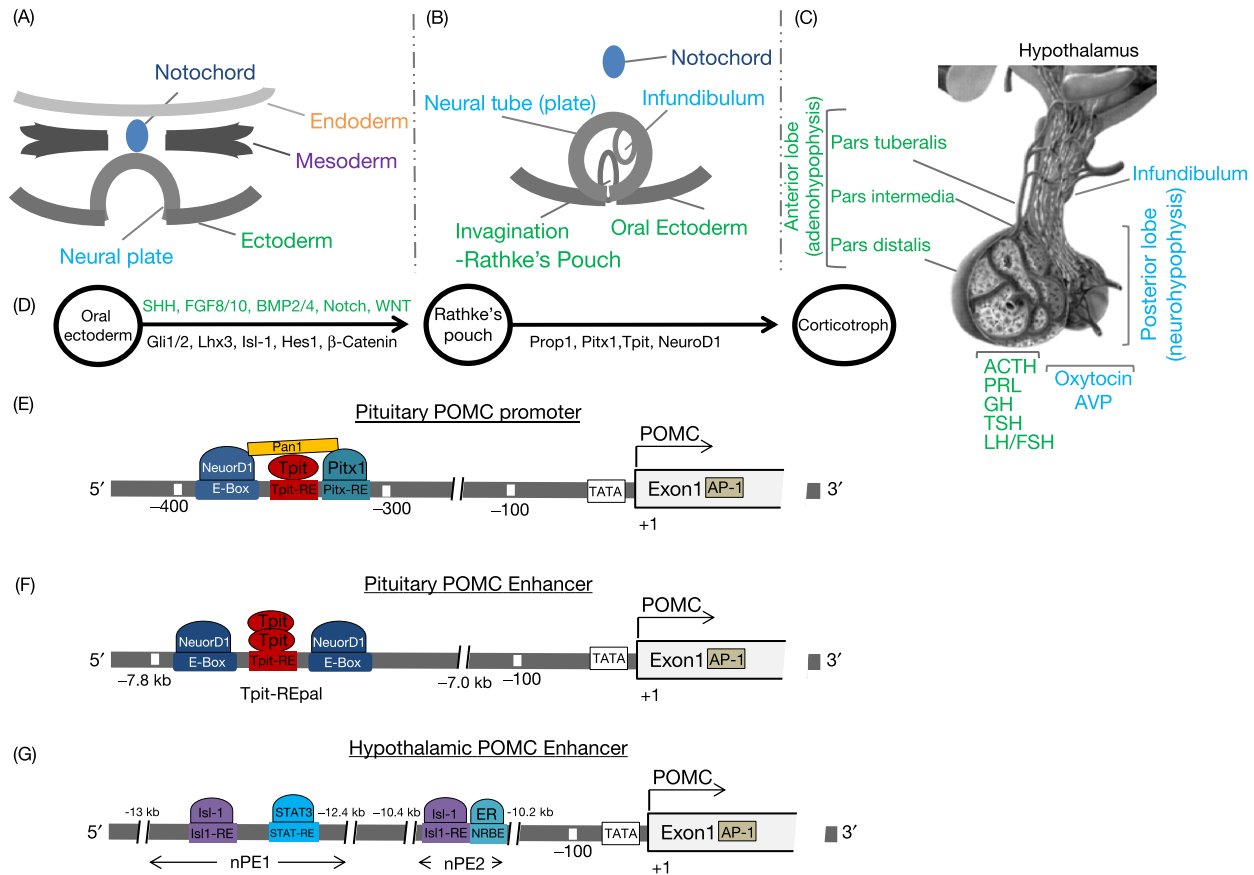 (A)
Notochord
Endoderm
Mesoderm
Ectoderm
Neural plate
(B)
Notochord
Neural tube (plate)
Infundibulum
Invagination
-Rathke's Pouch
Oral Ectoderm
(C)
Hypothalamus
Anterior lobe
(adenohypophysis)
Pars tuberalis
Pars intermedia
Pars distalis
Infundibulum
Posterior lobe
(neurohypophysis)
ACTH
PRL
GH
TSH
LH/FSH
Oxytocin
AVP
(D)
Oral
ectoderm
SHH, FGF8/10, BMP2/4, Notch, WNT
Gli1/2, Lhx3, Isl-1, Hes1, β-Catenin
Rathke's
pouch
Prop1, Pitx1,Tpit, NeuroD1
Corticotroph
(E)
Pituitary POMC promoter
Pan1
NeuorD1
Tpit
Pitx1
POMC
5′
E-Box
Tpit-RE
Pitx-RE
TATA
Exon1
AP-1
3′
−400
−300
−100
+1
(F)
Pituitary POMC Enhancer
Tpit
NeuorD1
Tpit
NeuorD1
POMC
5′
E-Box
Tpit-RE
E-Box
TATA
Exon1
AP-1
3′
−7.8 kb
−7.0 kb
−100
+1
Tpit-REpal
(G)
Hypothalamic POMC Enhancer
POMC
-13 kb
Isl-1
STAT3
−12.4 kb
−10.4 kb
Isl-1
ER
-10.2 kb
5′
Isl1-RE
STAT-RE
Isl1-RE
NRBE
TATA
Exon1
AP-1
3′
nPE1
nPE2
−100
+1